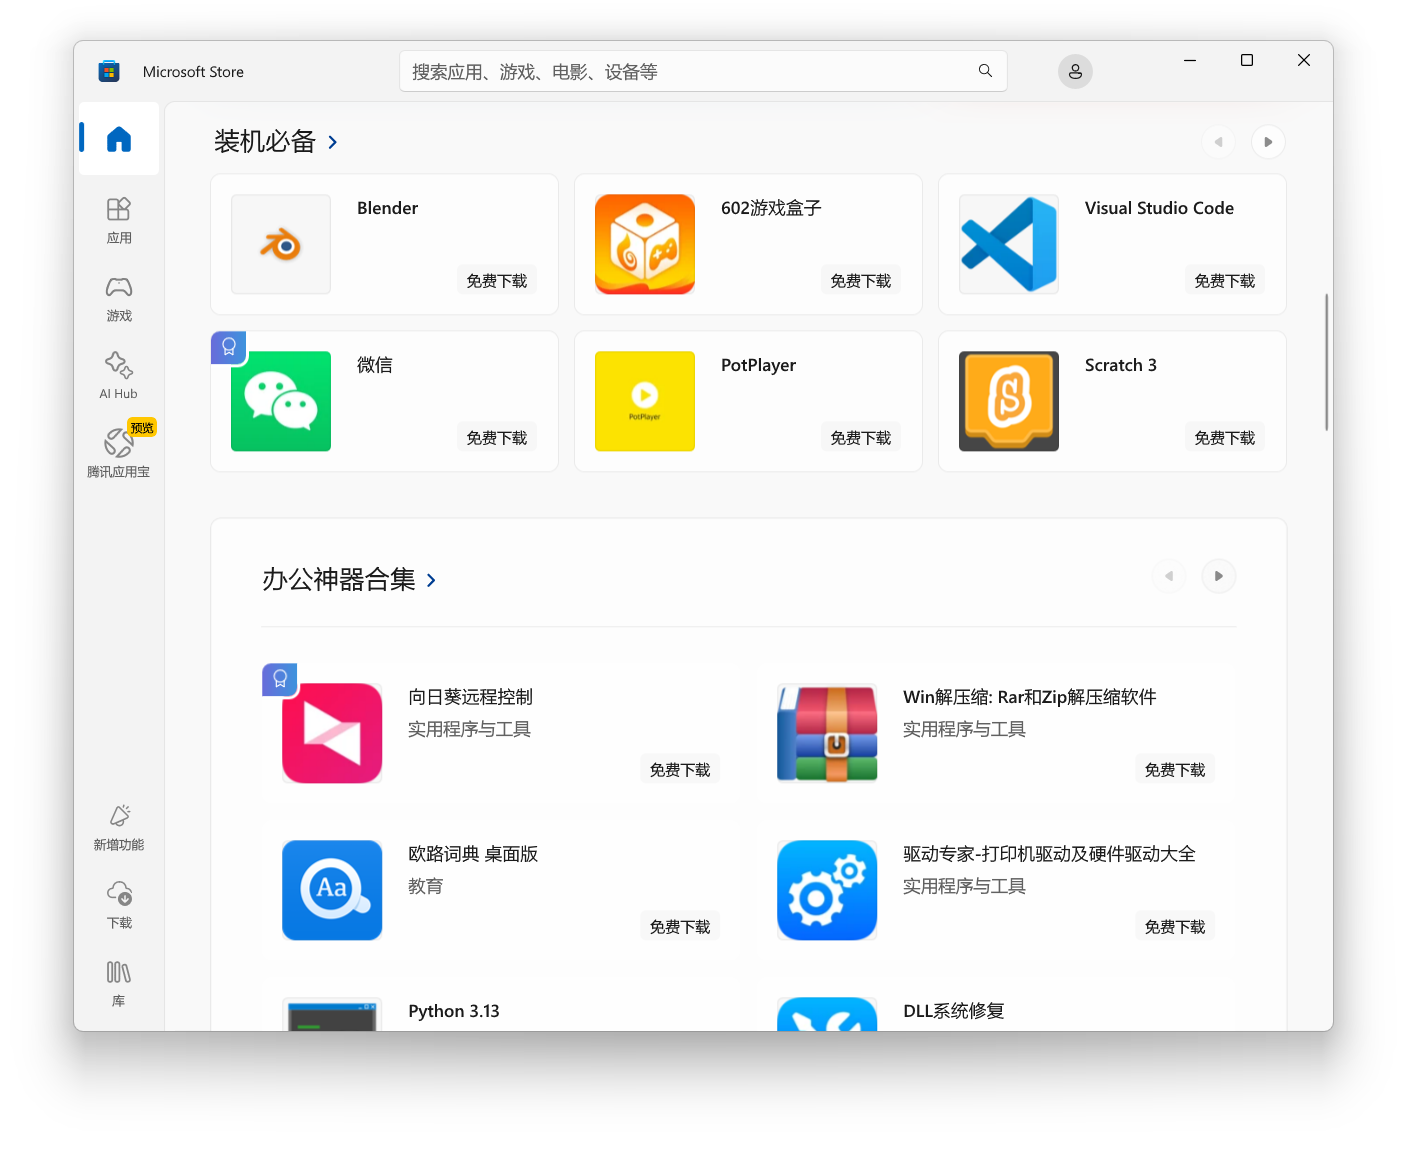 Microsoft Store
搜索应用、游戏、电影、设备等
应用
游戏
AI Hub
预览
腾讯应用宝
新增功能
下载
库
装机必备
Blender
免费下载
602游戏盒子
免费下载
Visual Studio Code
免费下载
微信
免费下载
PotPlayer
PotPlayer
免费下载
Scratch 3
免费下载
办公神器合集
向日葵远程控制
实用程序与工具
免费下载
Win解压缩: Rar和Zip解压缩软件
实用程序与工具
免费下载
Aa
欧路词典 桌面版
教育
免费下载
驱动专家-打印机驱动及硬件驱动大全
实用程序与工具
免费下载
Python 3.13
DLL系统修复